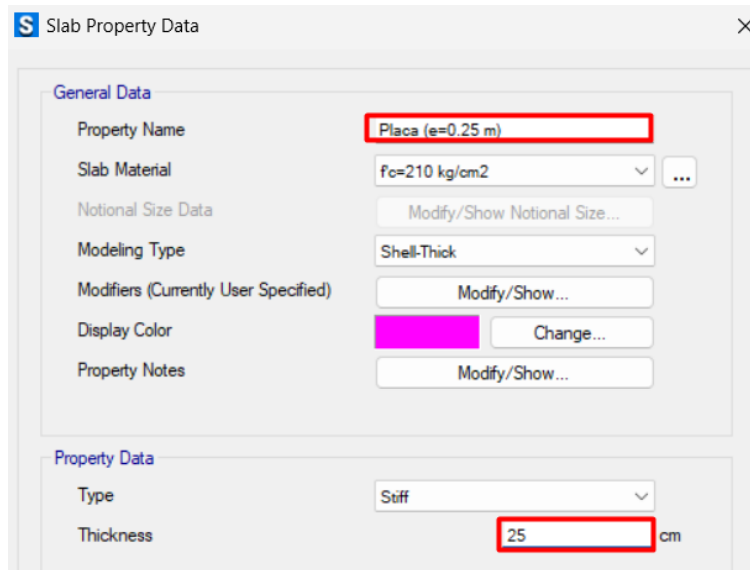 S Slab Property Data
General Data
Property Name Placa (e=0.25 m)
Slab Material f'c=210 kg/cm2 ...
Notional Size Data Modify/Show Notional Size...
Modeling Type Shell-Thick
Modifiers (Currently User Specified) Modify/Show...
Display Color Change...
Property Notes Modify/Show...
Property Data
Type Stiff
Thickness 25 cm